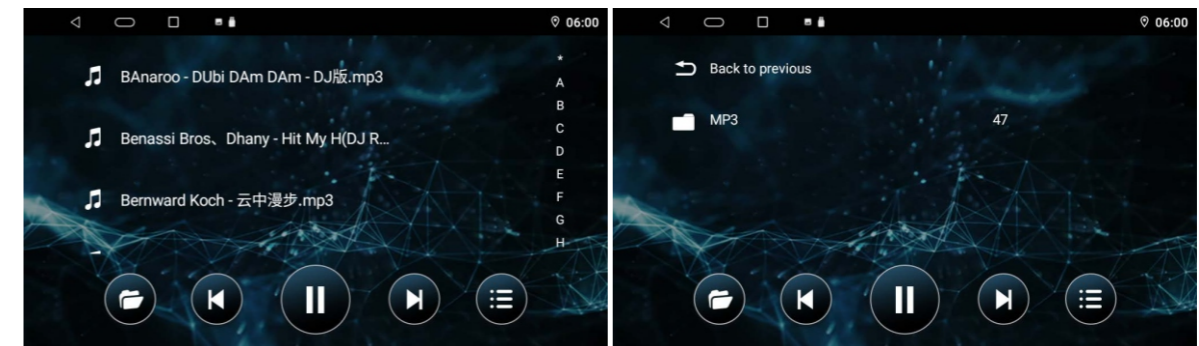 06:00
BAnaroo - DUbi DAm DAm - DJ版.mp3
Benassi Bros、Dhany - Hit My H(DJ R...
Bernward Koch - 云中漫步.mp3
*
A
B
C
D
E
F
G
H
06:00
Back to previous
MP3 47